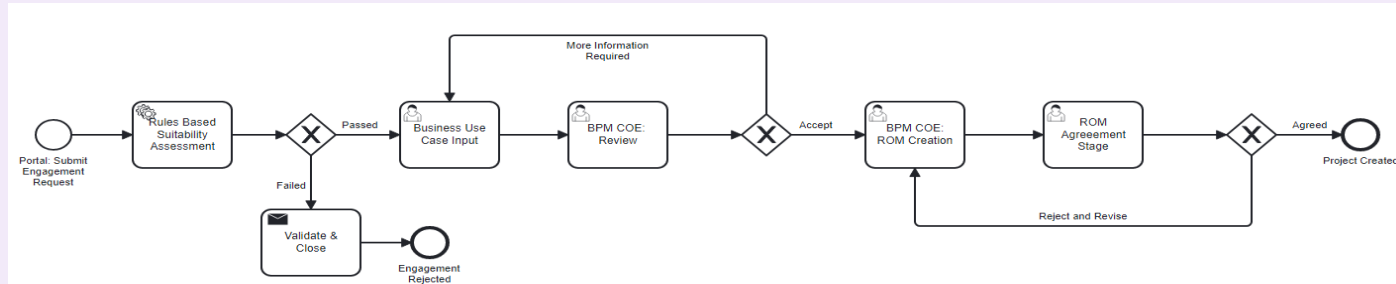 More Information
Required
Rules Based
Suitability
Assessment
Passed
Business Use
Case Input
BPM COE:
Review
Accept
BPM COE:
ROM Creation
ROM
Agreeement
Stage
Agreed
Portal: Submit
Engagement
Request
Project Created
Failed
Reject and Revise
Validate &
Close
Engagement
Rejected